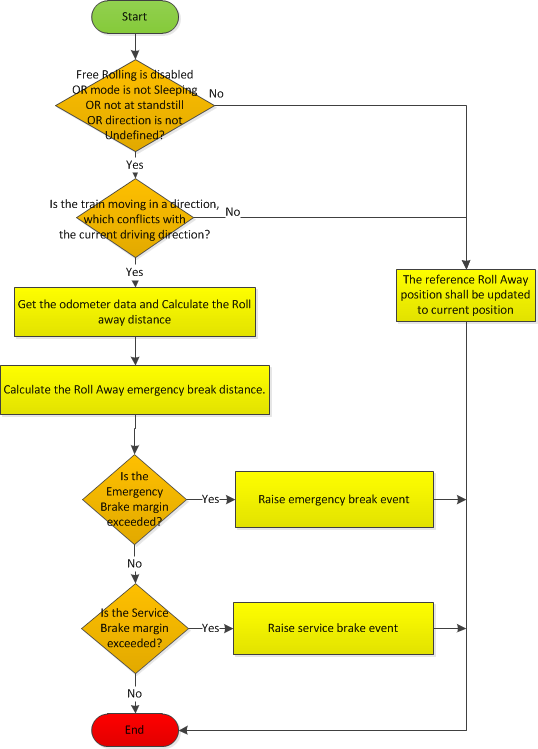 Start
Free Rolling is disabled
OR mode is not Sleeping
OR not at standstill
OR direction is not
Undefined?
No
Yes
Is the train moving in a direction,
which conflicts with
the current driving direction?
No
Yes
The reference Roll Away
position shall be updated
to current position
Get the odometer data and Calculate the Roll
away distance
Calculate the Roll Away emergency break distance.
Is the
Emergency
Brake margin
exceeded?
Yes
Raise emergency break event
No
Is the Service
Brake margin
exceeded?
Yes
Raise service brake event
No
End